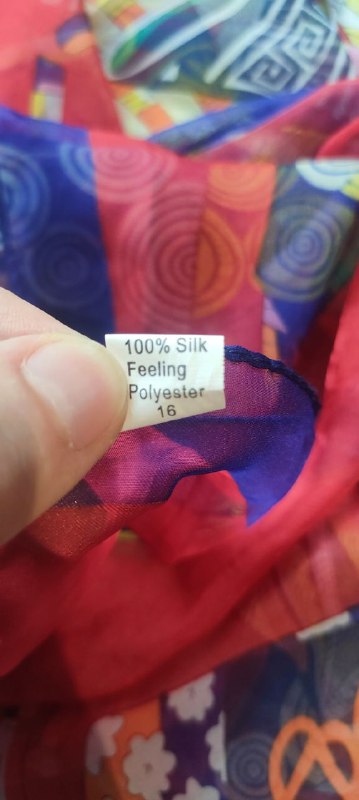 100% Silk
Feeling
Polyester
16